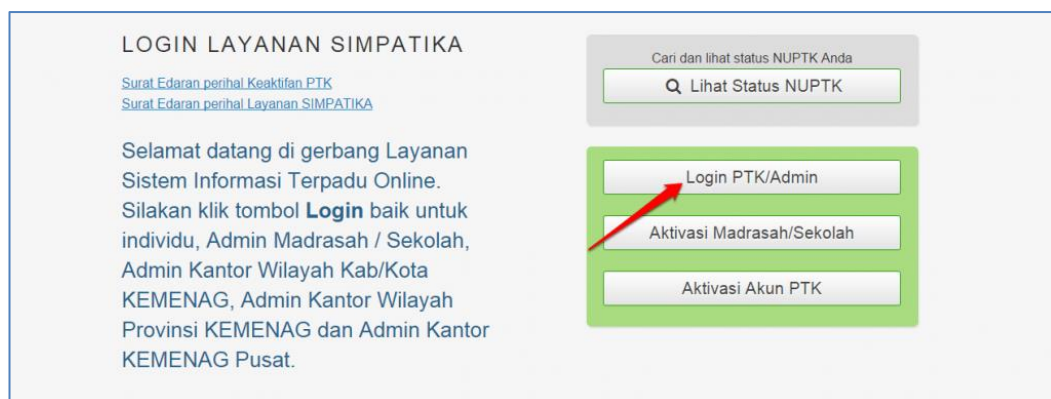 LOGIN LAYANAN SIMPATIKA
Surat Edaran perihal Keaktifan PTK
Surat Edaran perihal Layanan SIMPATIKA
Selamat datang di gerbang Layanan
Sistem Informasi Terpadu Online.
Silakan klik tombol Login baik untuk
individu, Admin Madrasah / Sekolah,
Admin Kantor Wilayah Kab/Kota
KEMENAG, Admin Kantor Wilayah
Provinsi KEMENAG dan Admin Kantor
KEMENAG Pusat.
Cari dan lihat status NUPTK Anda
Lihat Status NUPTK
Login PTK/Admin
Aktivasi Madrasah/Sekolah
Aktivasi Akun PTK